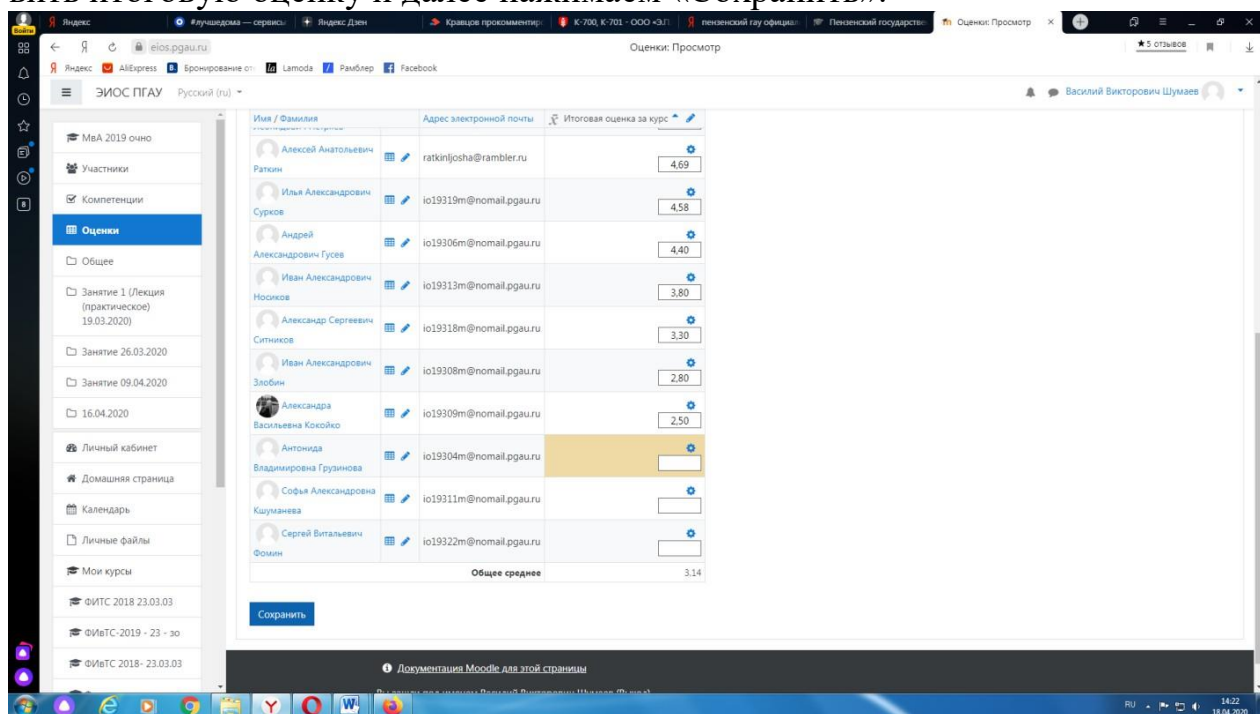 вить итоговую оценку и далее нажимаем «Сохранить».
Яндекс
#лучшедома — сервисы
Яндекс Дзен
Кравцов прокомментир
К-700, К-701 - ООО «З.П.
пензенский гау официал
Пензенский государстве
Оценки: Просмотр
eios.pgau.ru
Оценки: Просмотр
5 отзывов
Яндекс
AliExpress
Бронирование от
Lamoda
Рамблер
Facebook
ЭИОС ПГАУ Русский (ru)
Василий Викторович Шумаев
МвА 2019 очно
Участники
Компетенции
Оценки
Общее
Занятие 1 (Лекция
(практическое)
19.03.2020)
Занятие 26.03.2020
Занятие 09.04.2020
16.04.2020
Личный кабинет
Домашняя страница
Календарь
Личные файлы
Мои курсы
ФИТС 2018 23.03.03
ФИвТС-2019 - 23 - зо
ФИвТС 2018- 23.03.03
Имя / Фамилия Адрес электронной почты Итоговая оценка за курс
Алексей Анатольевич
Раткин ratkinljosha@rambler.ru 4,69
Илья Александрович
Сурков io19319m@nomail.pgau.ru 4,58
Андрей
Александрович Гусев io19306m@nomail.pgau.ru 4,40
Иван Александрович
Носиков io19313m@nomail.pgau.ru 3,80
Александр Сергеевич
Ситников io19318m@nomail.pgau.ru 3,30
Иван Александрович
Злобин io19308m@nomail.pgau.ru 2,80
Александра
Васильевна Кокойко io19309m@nomail.pgau.ru 2,50
Антонида
Владимировна Грузинова io19304m@nomail.pgau.ru
Софья Александровна
Кшуманева io19311m@nomail.pgau.ru
Сергей Витальевич
Фомин io19322m@nomail.pgau.ru
Общее среднее 3.14
Сохранить
Документация Moodle для этой страницы
RU
14:22
18.04.2020